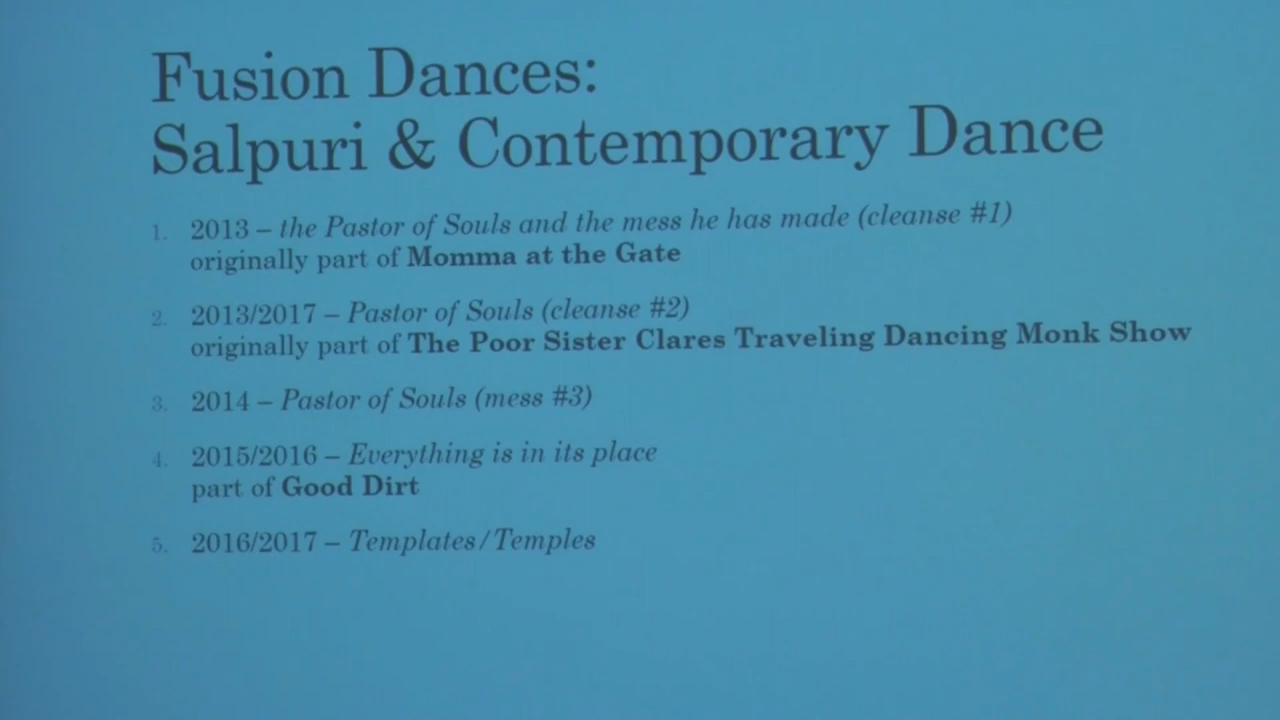 Fusion Dances:
Salpuri & Contemporary Dance
1. 2013 – the Pastor of Souls and the mess he has made (cleanse #1)
originally part of Momma at the Gate
2. 2013/2017 – Pastor of Souls (cleanse #2)
originally part of The Poor Sister Clares Traveling Dancing Monk Show
3. 2014 – Pastor of Souls (mess #3)
4. 2015/2016 – Everything is in its place
part of Good Dirt
5. 2016/2017 – Templates/Temples